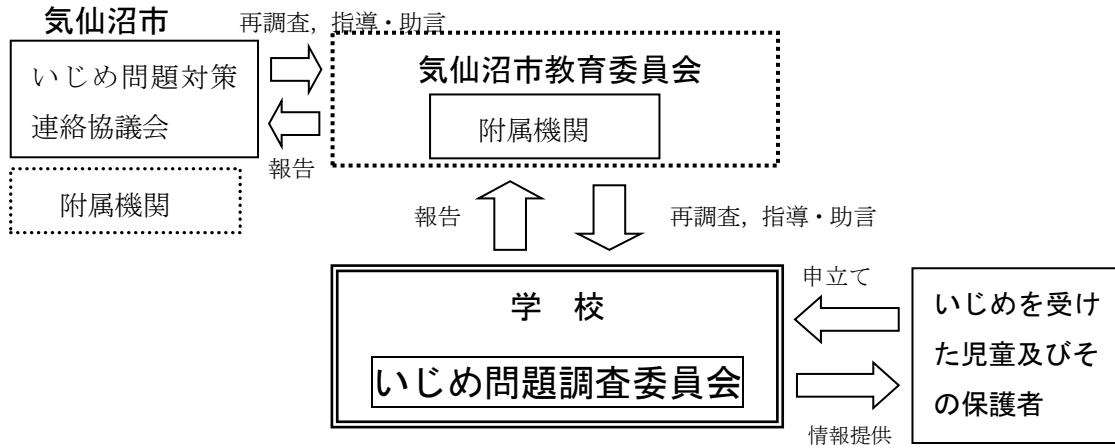 気仙沼市
再調査，指導・助言
いじめ問題対策
連絡協議会
気仙沼市教育委員会
附属機関
報告
附属機関
報告
再調査，指導・助言
学　校
いじめ問題調査委員会
申立て
情報提供
いじめを受け
た児童及びそ
の保護者